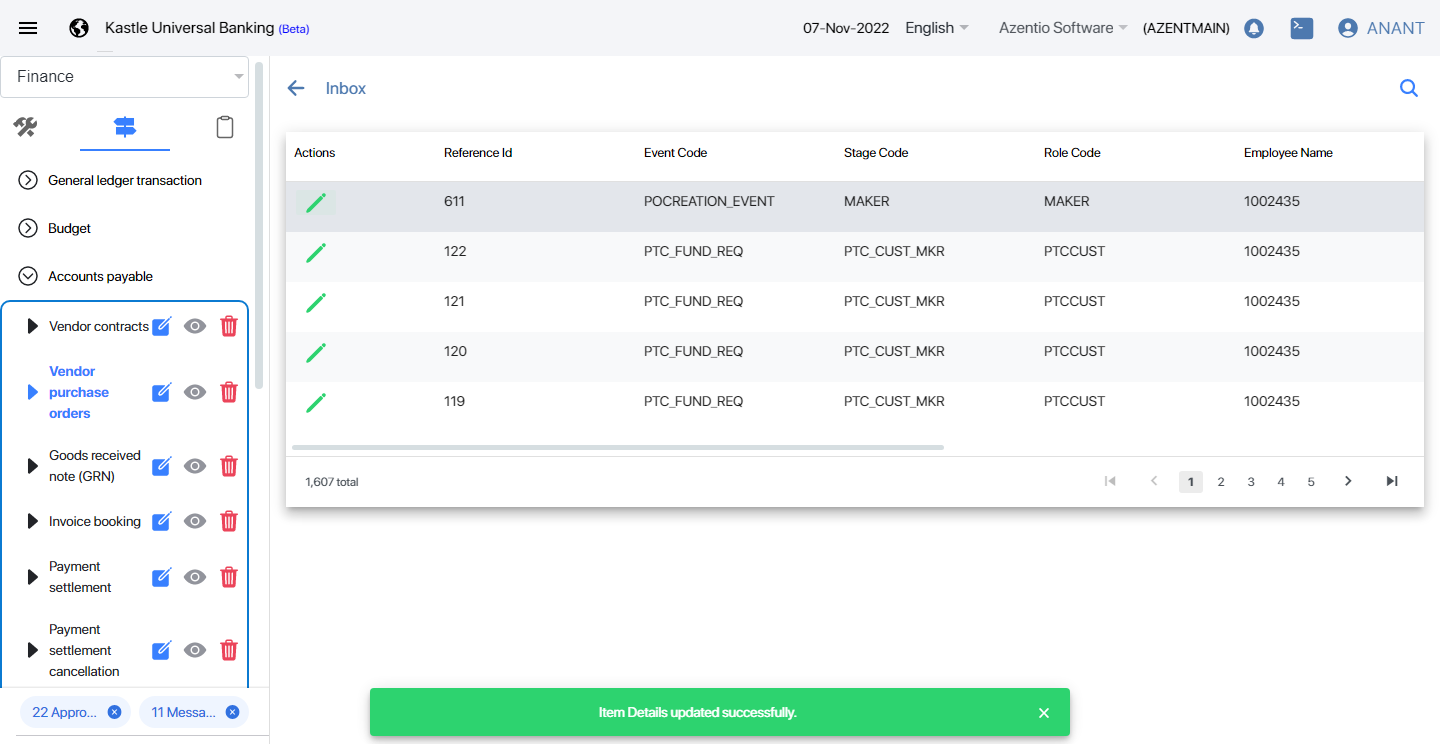 Kastle Universal Banking (Beta)
07-Nov-2022 English Azentio Software (AZENTMAIN) ANANT
Finance
General ledger transaction
Budget
Accounts payable
Vendor contracts
Vendor
purchase
orders
Goods received
note (GRN)
Invoice booking
Payment
settlement
Payment
settlement
cancellation
22 Appro... 11 Messa...
Inbox
Actions Reference Id Event Code Stage Code Role Code Employee Name
611 POCREATION_EVENT MAKER MAKER 1002435
122 PTC_FUND_REQ PTC_CUST_MKR PTCCUST 1002435
121 PTC_FUND_REQ PTC_CUST_MKR PTCCUST 1002435
120 PTC_FUND_REQ PTC_CUST_MKR PTCCUST 1002435
119 PTC_FUND_REQ PTC_CUST_MKR PTCCUST 1002435
1,607 total 1 2 3 4 5
Item Details updated successfully.